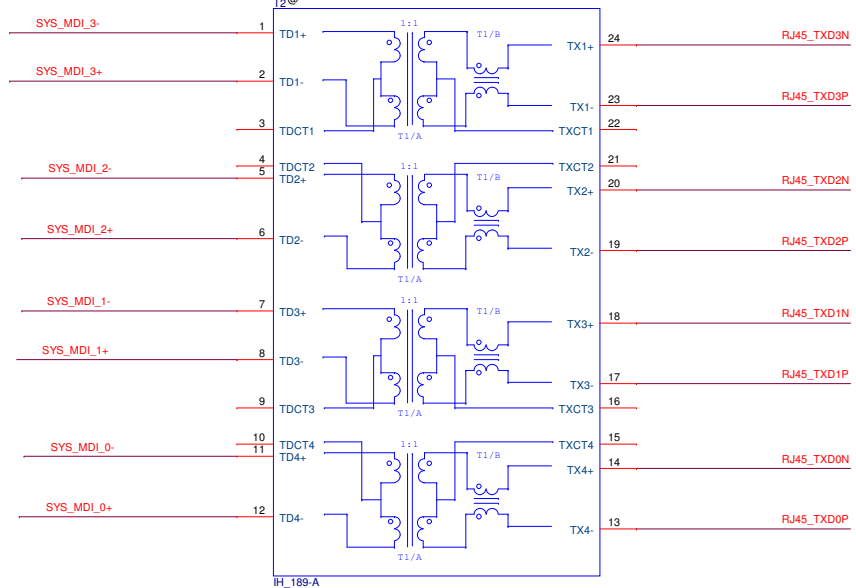 T2 @
SYS_MDI_3- 1 TD1+ 1:1 T1/B TX1+ 24 RJ45_TXD3N
SYS_MDI_3+ 2 TD1- TX1- 23 RJ45_TXD3P
3 TDCT1 T1/A TXCT1 22
4 TDCT2 1:1 T1/B TXCT2 21
SYS_MDI_2- 5 TD2+ TX2+ 20 RJ45_TXD2N
SYS_MDI_2+ 6 TD2- TX2- 19 RJ45_TXD2P
T1/A
SYS_MDI_1- 7 TD3+ 1:1 T1/B TX3+ 18 RJ45_TXD1N
SYS_MDI_1+ 8 TD3- TX3- 17 RJ45_TXD1P
9 TDCT3 T1/A TXCT3 16
10 TDCT4 1:1 T1/B TXCT4 15
SYS_MDI_0- 11 TD4+ TX4+ 14 RJ45_TXD0N
SYS_MDI_0+ 12 TD4- TX4- 13 RJ45_TXD0P
T1/A
IH_189-A